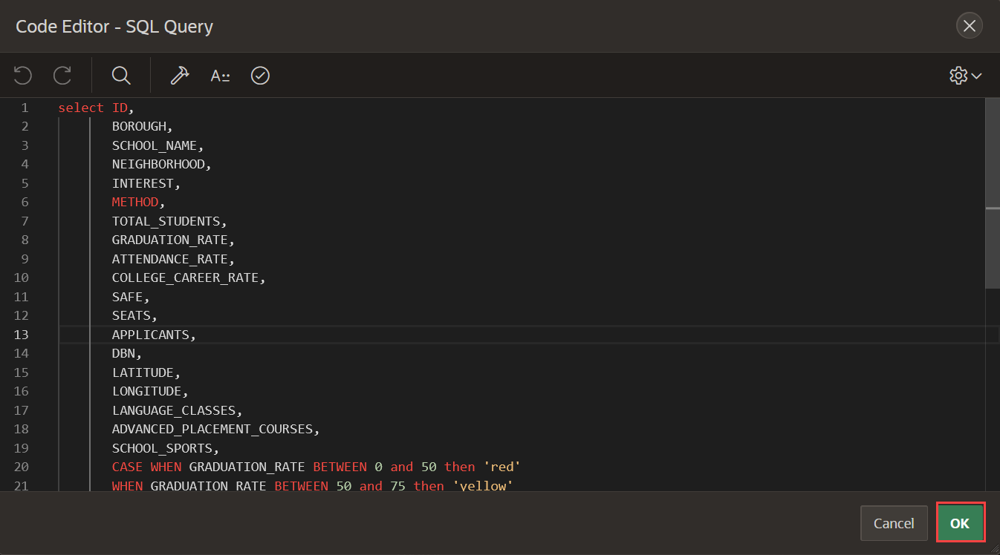 Code Editor - SQL Query
A
1 select ID,
2 BOROUGH,
3 SCHOOL_NAME,
4 NEIGHBORHOOD,
5 INTEREST,
6 METHOD,
7 TOTAL_STUDENTS,
8 GRADUATION_RATE,
9 ATTENDANCE_RATE,
10 COLLEGE_CAREER_RATE,
11 SAFE,
12 SEATS,
13 APPLICANTS,
14 DBN,
15 LATITUDE,
16 LONGITUDE,
17 LANGUAGE_CLASSES,
18 ADVANCED_PLACEMENT_COURSES,
19 SCHOOL_SPORTS,
20 CASE WHEN GRADUATION_RATE BETWEEN 0 and 50 then 'red'
21 WHEN GRADUATION_RATE BETWEEN 50 and 75 then 'yellow'
Cancel OK